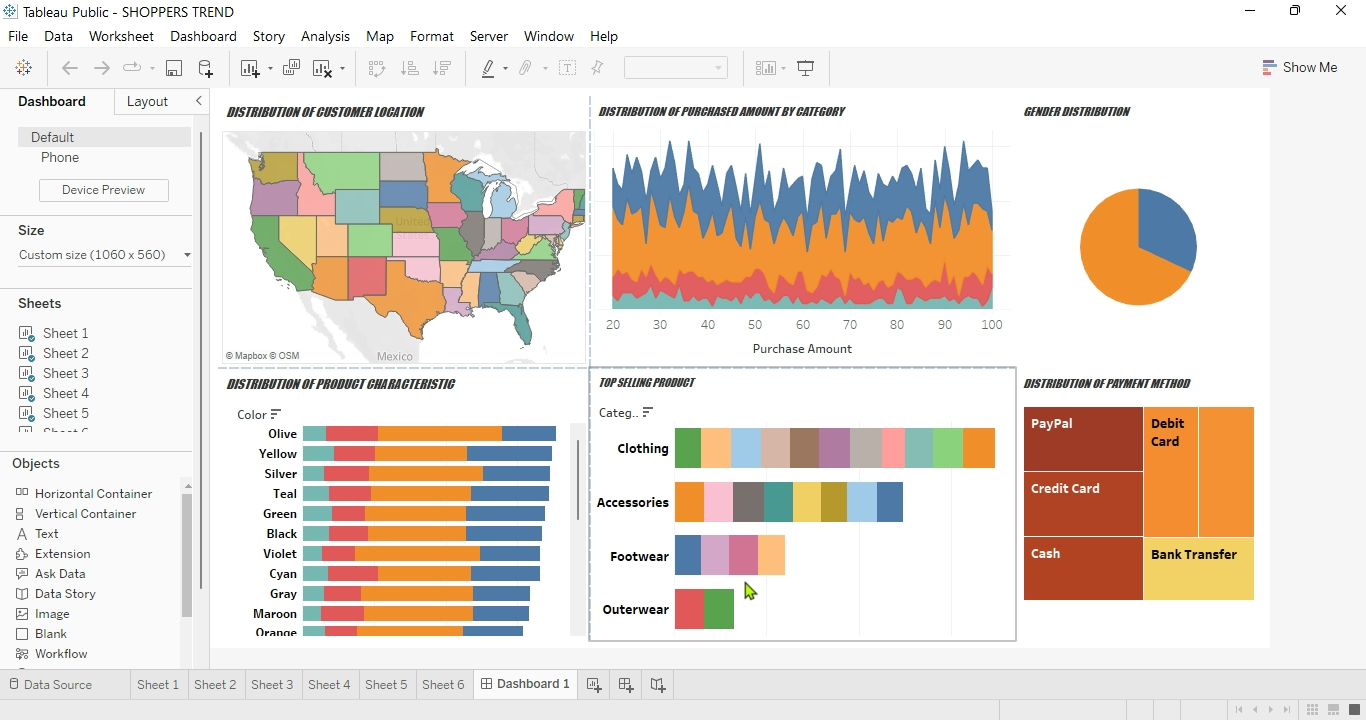 Tableau Public - SHOPPERS TREND
File Data Worksheet Dashboard Story Analysis Map Format Server Window Help
Show Me
Dashboard Layout
Default
Phone
Device Preview
Size
Custom size (1060 x 560)
Sheets
Sheet 1
Sheet 2
Sheet 3
Sheet 4
Sheet 5
Objects
Horizontal Container
Vertical Container
Text
Extension
Ask Data
Data Story
Image
Blank
Workflow
DISTRIBUTION OF CUSTOMER LOCATION
United
© Mapbox © OSM
Mexico
DISTRIBUTION OF PURCHASED AMOUNT BY CATEGORY
20 30 40 50 60 70 80 90 100
Purchase Amount
GENDER DISTRIBUTION
DISTRIBUTION OF PRODUCT CHARACTERISTIC
Color
Olive
Yellow
Silver
Teal
Green
Black
Violet
Cyan
Gray
Maroon
Orange
TOP SELLING PRODUCT
Categ..
Clothing
Accessories
Footwear
Outerwear
DISTRIBUTION OF PAYMENT METHOD
PayPal
Debit
Card
Credit Card
Cash
Bank Transfer
Data Source Sheet 1 Sheet 2 Sheet 3 Sheet 4 Sheet 5 Sheet 6 Dashboard 1